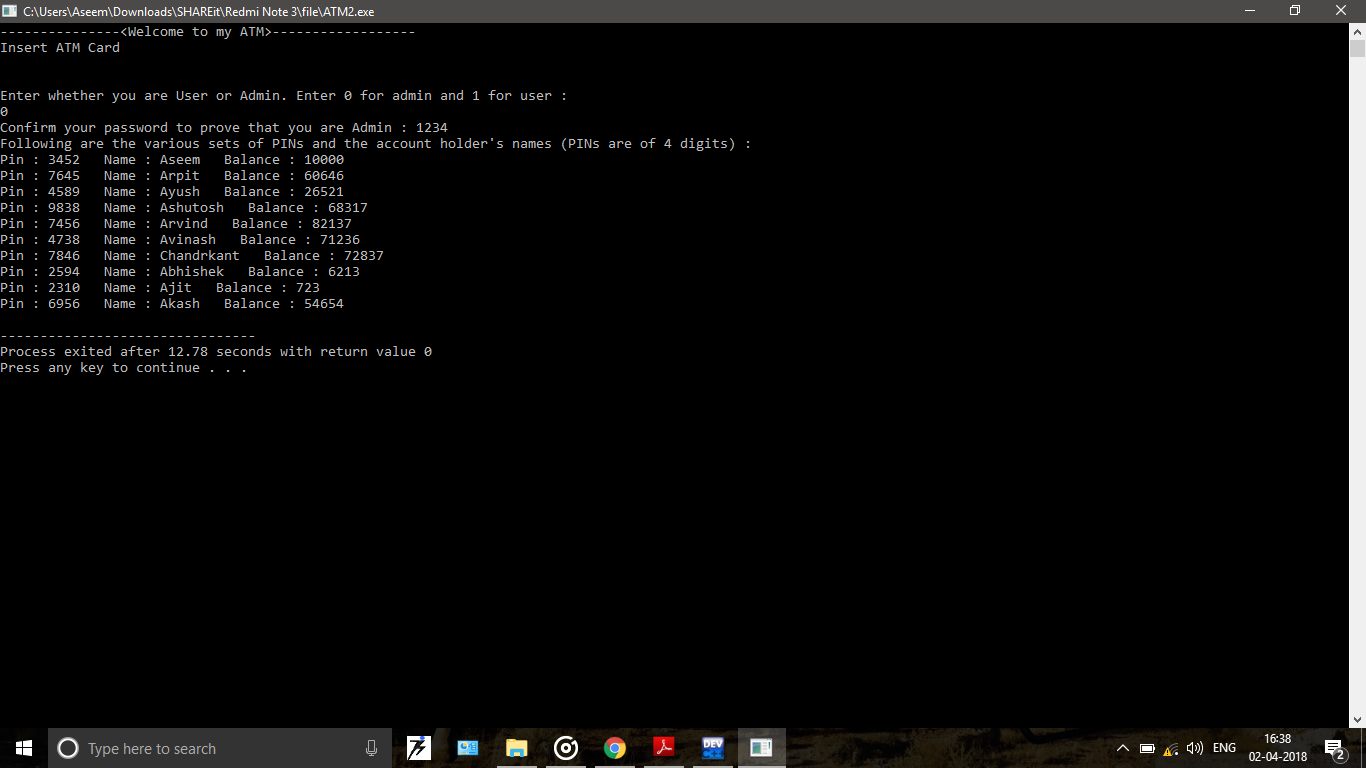 C:\Users\Aseem\Downloads\SHAREit\Redmi Note 3\file\ATM2.exe
---------------<Welcome to my ATM>------------------
Insert ATM Card
Enter whether you are User or Admin. Enter 0 for admin and 1 for user :
0
Confirm your password to prove that you are Admin : 1234
Following are the various sets of PINs and the account holder's names (PINs are of 4 digits) :
Pin : 3452   Name : Aseem   Balance : 10000
Pin : 7645   Name : Arpit   Balance : 60646
Pin : 4589   Name : Ayush   Balance : 26521
Pin : 9838   Name : Ashutosh   Balance : 68317
Pin : 7456   Name : Arvind   Balance : 82137
Pin : 4738   Name : Avinash   Balance : 71236
Pin : 7846   Name : Chandrkant   Balance : 72837
Pin : 2594   Name : Abhishek   Balance : 6213
Pin : 2310   Name : Ajit   Balance : 723
Pin : 6956   Name : Akash   Balance : 54654
--------------------------------
Process exited after 12.78 seconds with return value 0
Press any key to continue . . .
Type here to search
DEV
ENG
16:38
02-04-2018
2